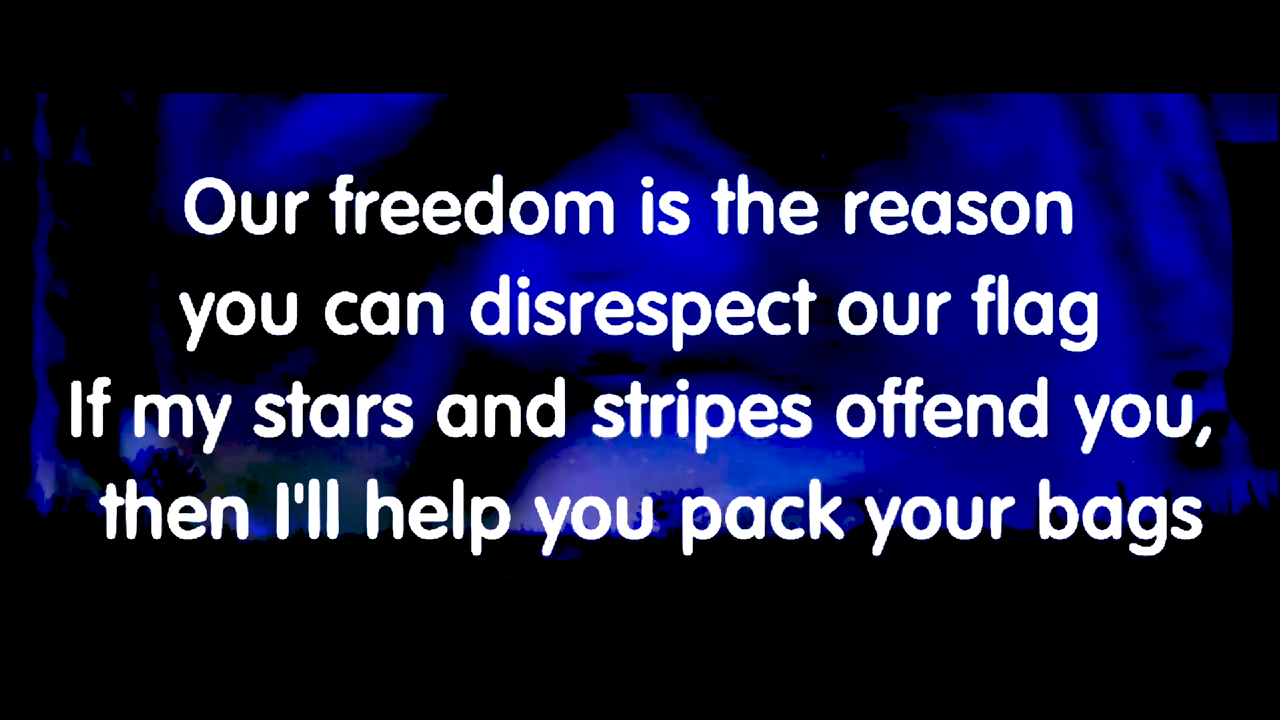 Our freedom is the reason
you can disrespect our flag
If my stars and stripes offend you,
then I'll help you pack your bags